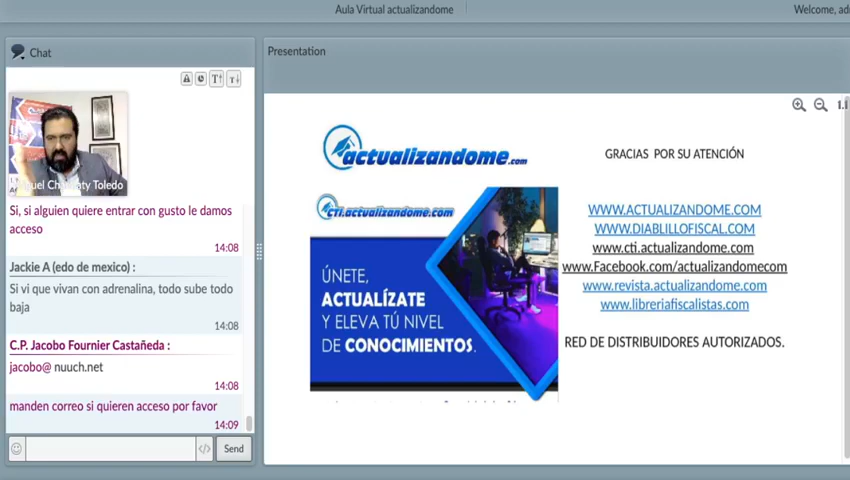 Aula Virtual actualizandome
Welcome, ad
Chat
Presentation
Chamlaty Toledo
Si, si alguien quiere entrar con gusto le damos
acceso
14:08
Jackie A (edo de mexico) :
Si vi que vivan con adrenalina, todo sube todo
baja
14:08
C.P. Jacobo Fournier Castañeda :
jacobo@ nuuch.net
14:08
manden correo si quieren acceso por favor
14:09
Send
actualizandome.com
CTI.actualizandome.com
ÚNETE,
ACTUALÍZATE
Y ELEVA TÚ NIVEL
DE CONOCIMIENTOS.
GRACIAS POR SU ATENCIÓN
WWW.ACTUALIZANDOME.COM
WWW.DIABLILLOFISCAL.COM
www.cti.actualizandome.com
www.Facebook.com/actualizandomecom
www.revista.actualizandome.com
www.libreriafiscalistas.com
RED DE DISTRIBUIDORES AUTORIZADOS.